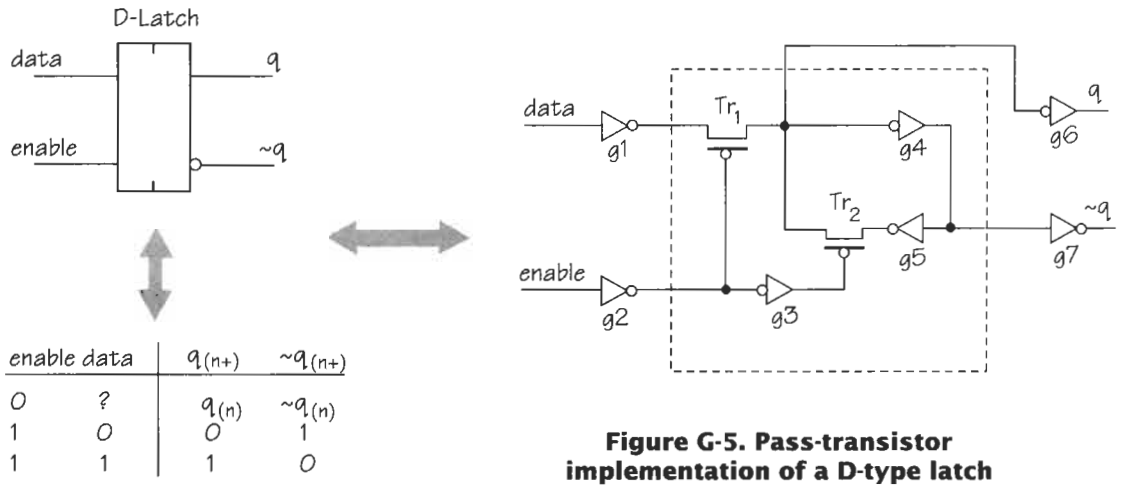 D-Latch
data
q
enable
~q
enable data q(n+) ~q(n+)
0 ? q(n) ~q(n)
1 0 0 1
1 1 1 0
data
Tr1
g1
g4
q
g6
Tr2
g5
~q
g7
enable
g2
g3
Figure G-5. Pass-transistor
implementation of a D-type latch